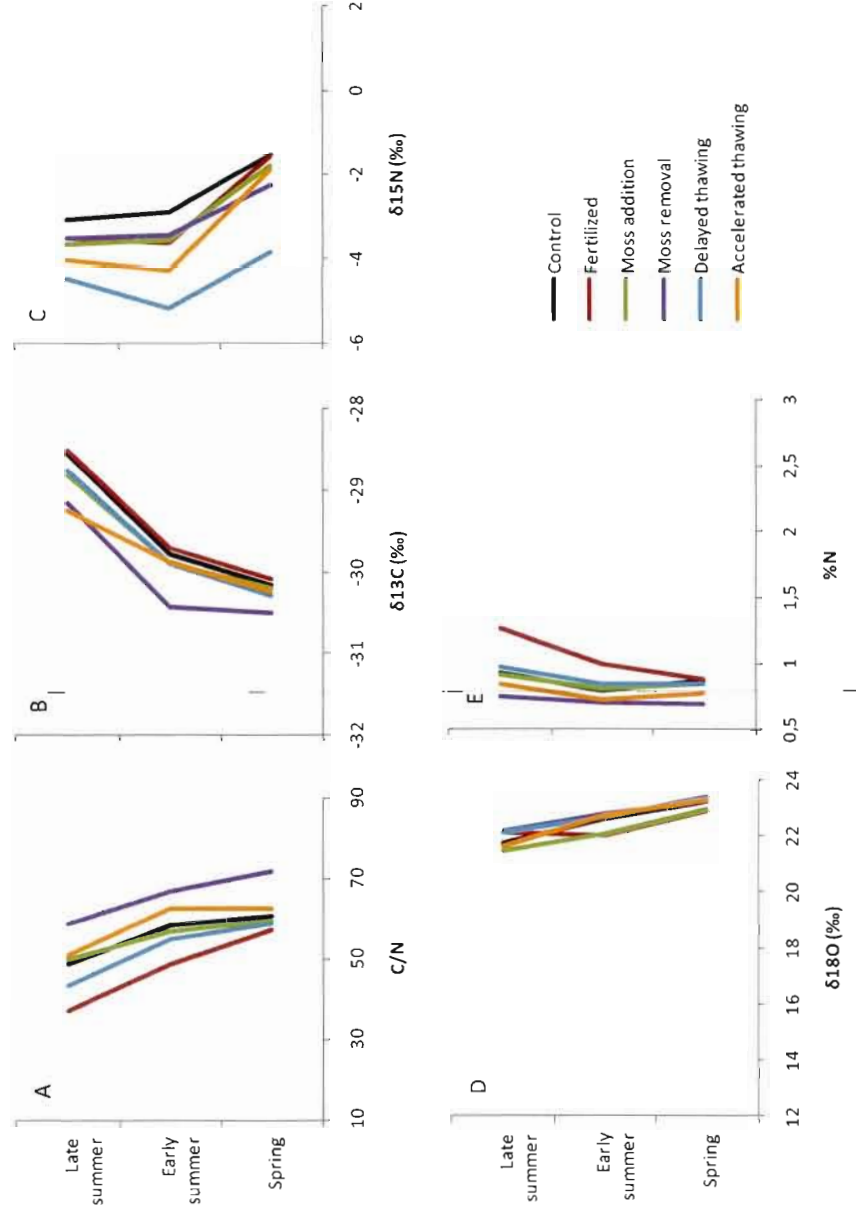 A
Late
summer
Early
summer
Spring
10
30
50
70
90
C/N
B
-32
-31
-30
-29
-28
δ13C (‰)
C
-6
-4
-2
0
2
δ15N (‰)
D
Late
summer
Early
summer
Spring
12
14
16
18
20
22
24
δ18O (‰)
E
0,5
1
1,5
2
2,5
3
%N
Control
Fertilized
Moss addition
Moss removal
Delayed thawing
Accelerated thawing